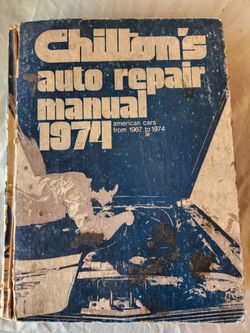 Chilton's
auto repair
manual
1974
american cars
from 1967 to 1974